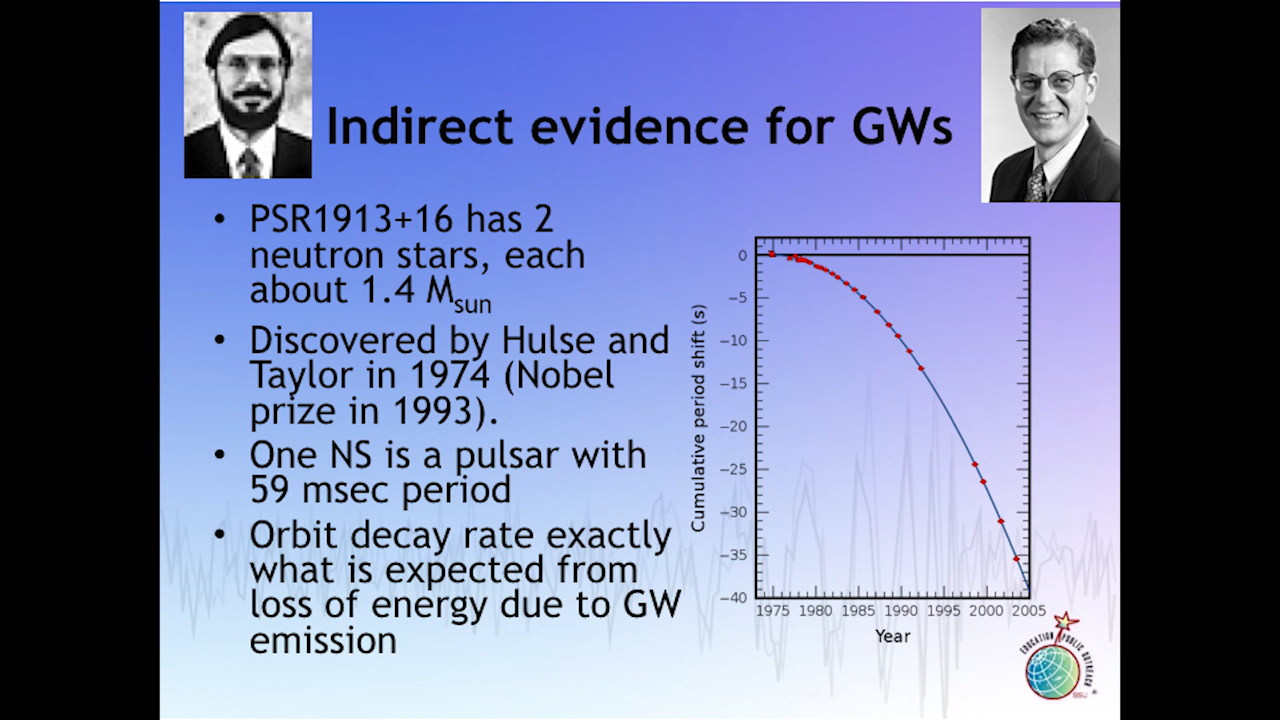 Indirect evidence for GWs
• PSR1913+16 has 2
neutron stars, each
about 1.4 Msun
• Discovered by Hulse and
Taylor in 1974 (Nobel
prize in 1993).
• One NS is a pulsar with
59 msec period
• Orbit decay rate exactly
what is expected from
loss of energy due to GW
emission
Cumulative period shift (s)
0
−5
−10
−15
−20
−25
−30
−35
−40
1975 1980 1985 1990 1995 2000 2005
Year
EDUCATION PUBLIC OUTREACH
SSU